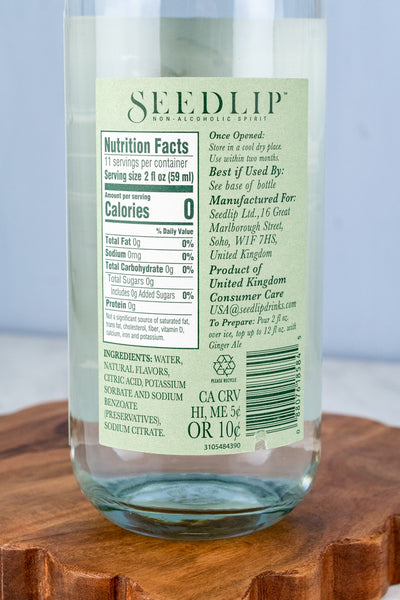 SEEDLIP™
NON-ALCOHOLIC SPIRIT
Nutrition Facts
11 servings per container
Serving size 2 fl oz (59 ml)
Amount per serving
Calories 0
% Daily Value
Total Fat 0g 0%
Sodium 0mg 0%
Total Carbohydrate 0g 0%
Total Sugars 0g
Includes 0g Added Sugars 0%
Protein 0g
Not a significant source of saturated fat,
trans fat, cholesterol, fiber, vitamin D,
calcium, iron and potassium.
INGREDIENTS: WATER,
NATURAL FLAVORS,
CITRIC ACID, POTASSIUM
SORBATE AND SODIUM
BENZOATE
(PRESERVATIVES),
SODIUM CITRATE.
Once Opened:
Store in a cool dry place.
Use within two months.
Best if Used By:
See base of bottle
Manufactured For:
Seedlip Ltd.,16 Great
Marlborough Street,
Soho, W1F 7HS,
United Kingdom
Product of
United Kingdom
Consumer Care
USA@seedlipdrinks.com
To Prepare: Pour 2 fl oz,
over ice, top up to 12 fl oz, with
Ginger Ale
PLEASE RECYCLE
CA CRV
HI, ME 5¢
OR 10¢
3105484390